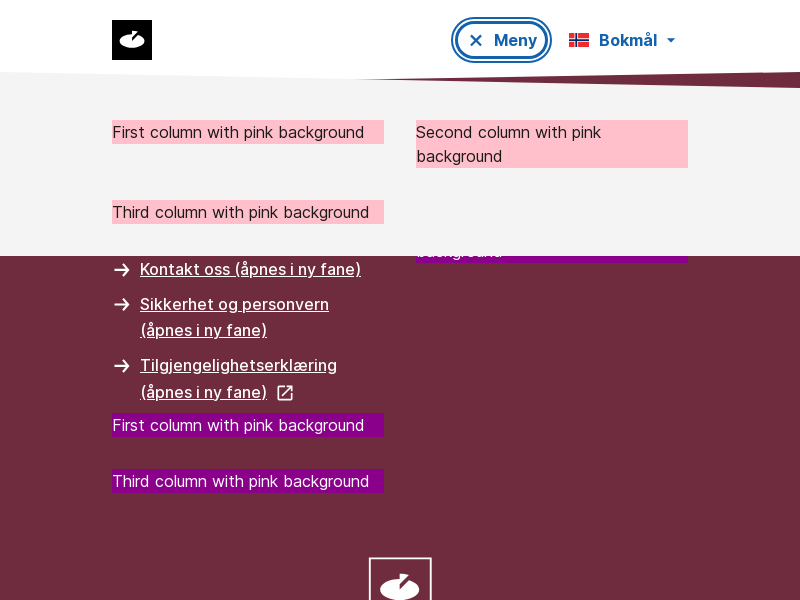 Meny
Bokmål
First column with pink background
Second column with pink
background
Third column with pink background
Kontakt oss (åpnes i ny fane)
Sikkerhet og personvern
(åpnes i ny fane)
Tilgjengelighetserklæring
(åpnes i ny fane)
First column with pink background
Third column with pink background